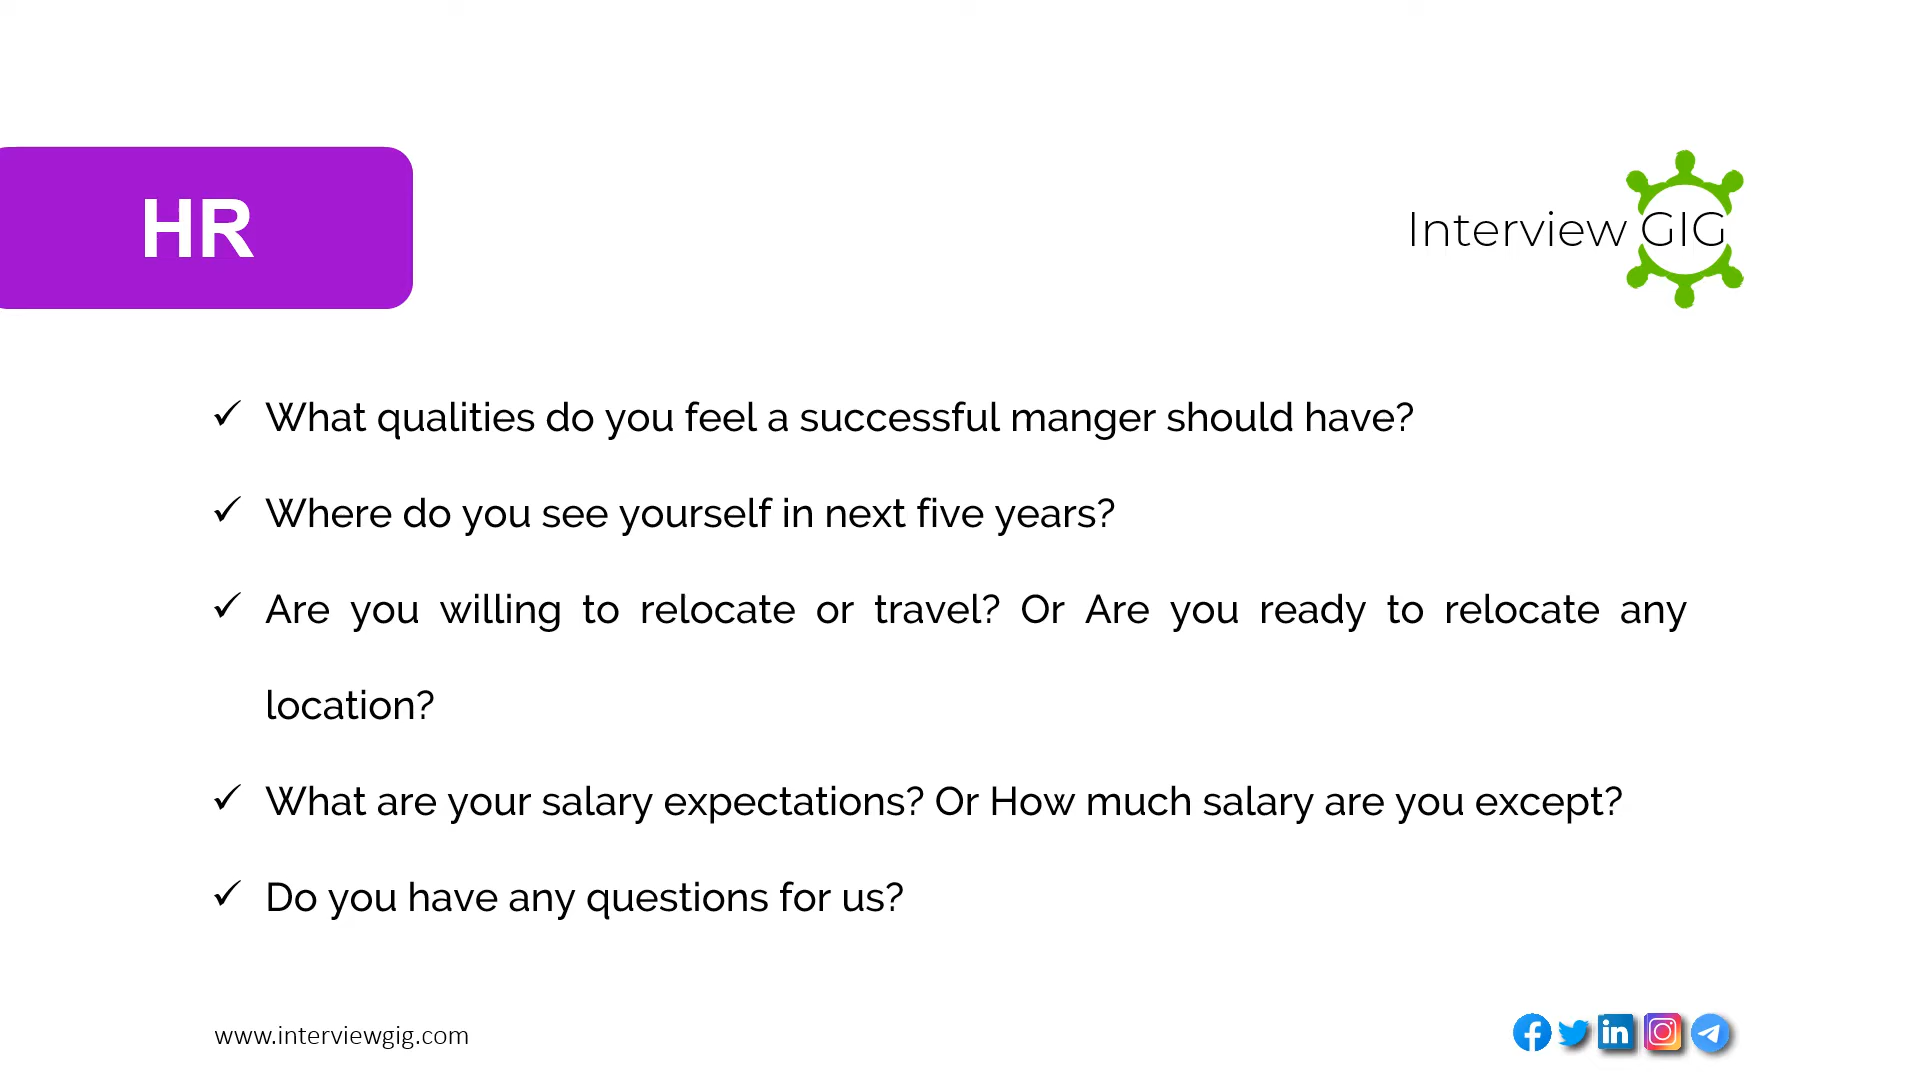 HR
Interview GIG
✓ What qualities do you feel a successful manger should have?
✓ Where do you see yourself in next five years?
✓ Are you willing to relocate or travel? Or Are you ready to relocate any
location?
✓ What are your salary expectations? Or How much salary are you except?
✓ Do you have any questions for us?
www.interviewgig.com